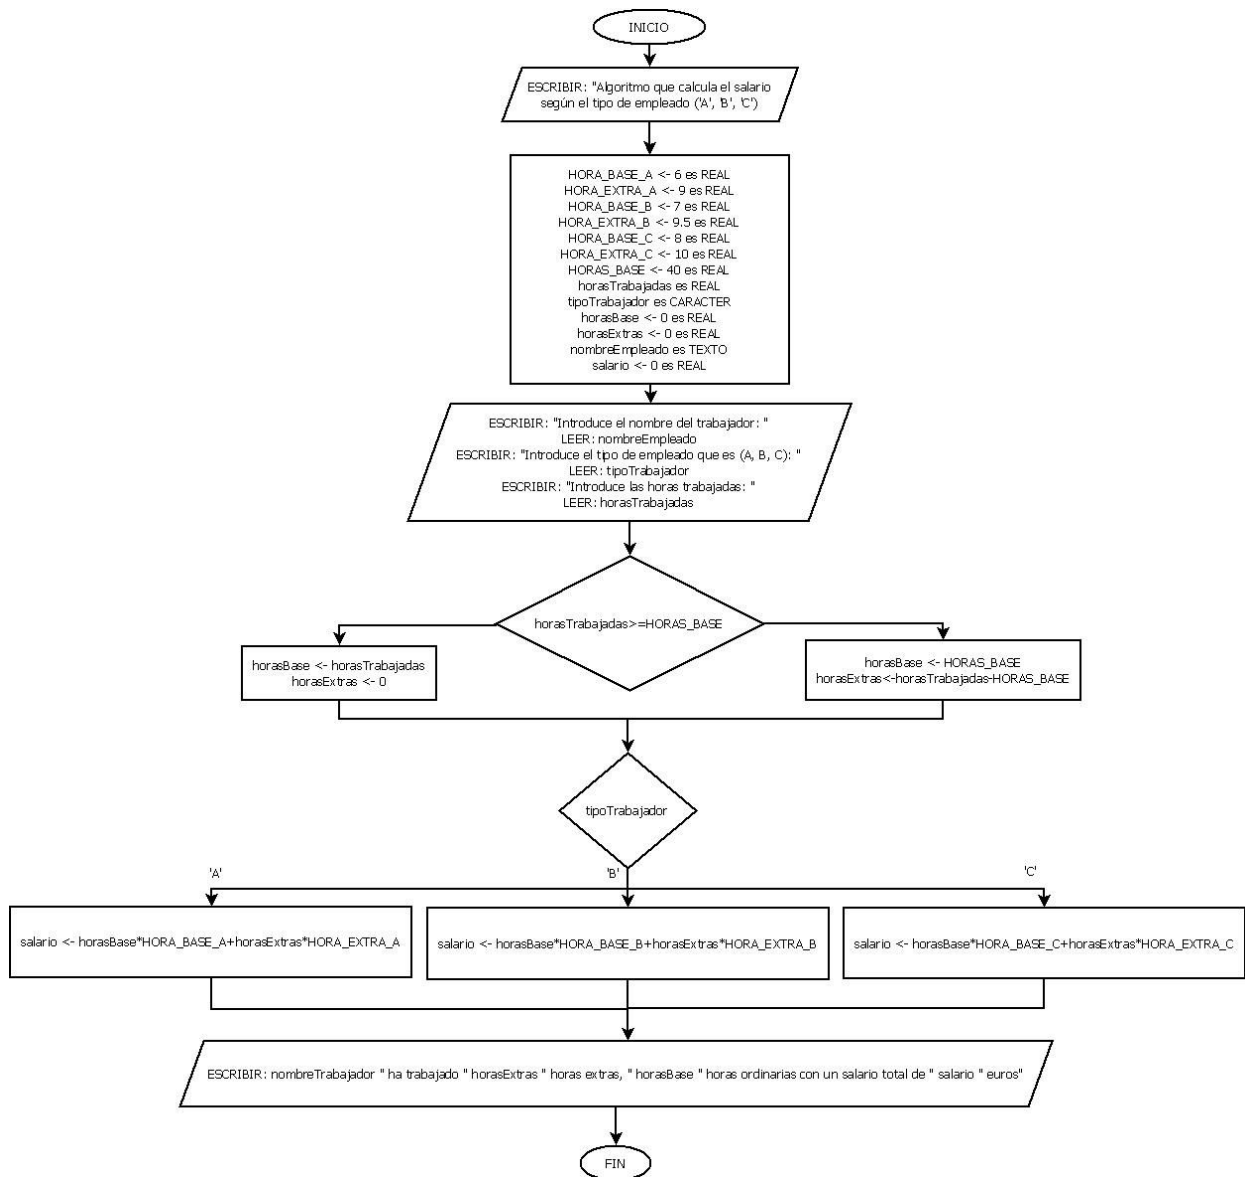 INICIO
ESCRIBIR: "Algoritmo que calcula el salario
según el tipo de empleado ('A', 'B', 'C')
HORA_BASE_A <- 6 es REAL
HORA_EXTRA_A <- 9 es REAL
HORA_BASE_B <- 7 es REAL
HORA_EXTRA_B <- 9.5 es REAL
HORA_BASE_C <- 8 es REAL
HORA_EXTRA_C <- 10 es REAL
HORAS_BASE <- 40 es REAL
horasTrabajadas es REAL
tipoTrabajador es CARACTER
horasBase <- 0 es REAL
horasExtras <- 0 es REAL
nombreEmpleado es TEXTO
salario <- 0 es REAL
ESCRIBIR: "Introduce el nombre del trabajador: "
LEER: nombreEmpleado
ESCRIBIR: "Introduce el tipo de empleado que es (A, B, C): "
LEER: tipoTrabajador
ESCRIBIR: "Introduce las horas trabajadas: "
LEER: horasTrabajadas
horasTrabajadas>=HORAS_BASE
horasBase <- horasTrabajadas
horasExtras <- 0
horasBase <- HORAS_BASE
horasExtras<-horasTrabajadas-HORAS_BASE
tipoTrabajador
'A'
'B'
'C'
salario <- horasBase*HORA_BASE_A+horasExtras*HORA_EXTRA_A
salario <- horasBase*HORA_BASE_B+horasExtras*HORA_EXTRA_B
salario <- horasBase*HORA_BASE_C+horasExtras*HORA_EXTRA_C
ESCRIBIR: nombreTrabajador " ha trabajado " horasExtras " horas extras, " horasBase " horas ordinarias con un salario total de " salario " euros"
FIN